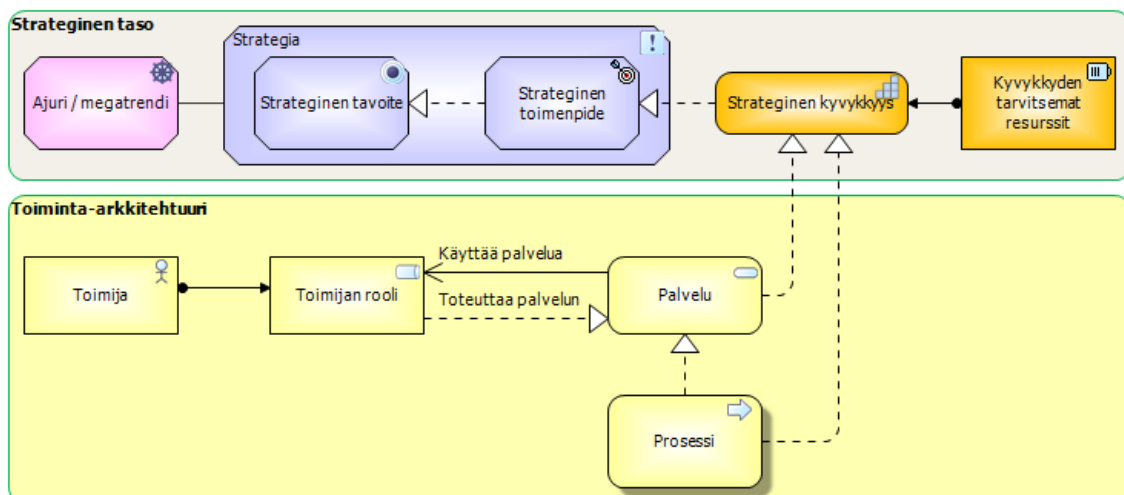 Strateginen taso
Strategia
Ajuri / megatrendi
Strateginen tavoite
Strateginen
toimenpide
Strateginen kyvykkyys
Kyvykkyden
tarvitsemat
resurssit
Toiminta-arkkitehtuuri
Toimija
Toimijan rooli
Käyttää palvelua
Toteuttaa palvelun
Palvelu
Prosessi